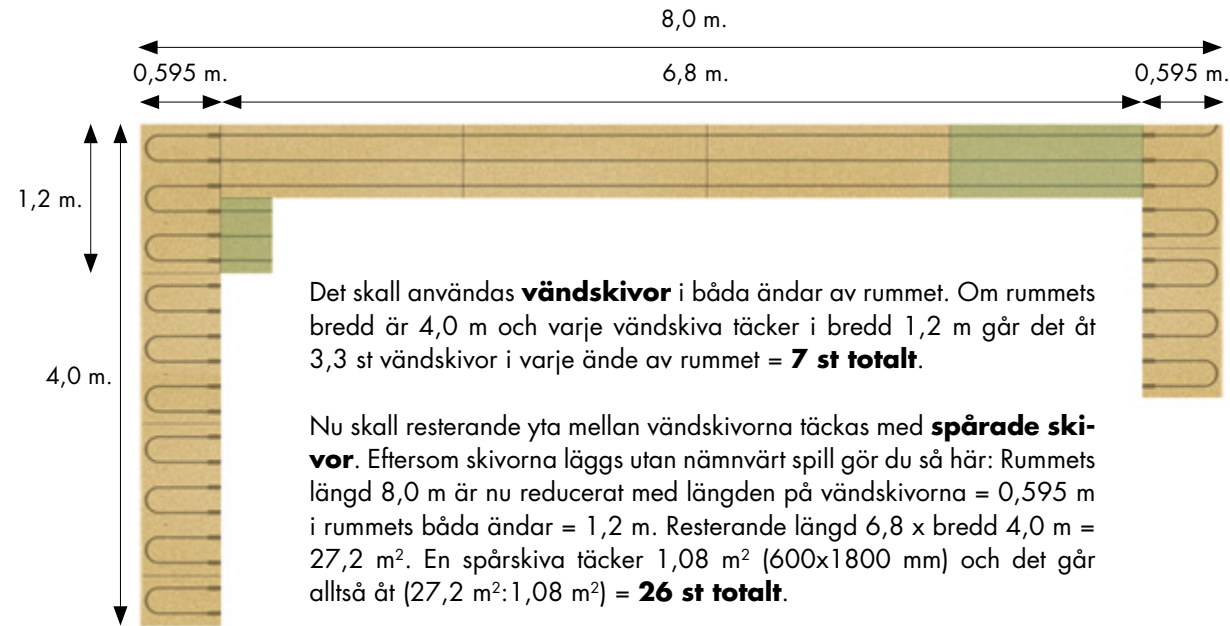 8,0 m.
0,595 m.
6,8 m.
0,595 m.
1,2 m.
4,0 m.
Det skall användas vändskivor i båda ändar av rummet. Om rummets
bredd är 4,0 m och varje vändskiva täcker i bredd 1,2 m går det åt
3,3 st vändskivor i varje ände av rummet = 7 st totalt.
Nu skall resterande yta mellan vändskivorna täckas med spårade ski-
vor. Eftersom skivorna läggs utan nämnvärt spill gör du så här: Rummets
längd 8,0 m är nu reducerat med längden på vändskivorna = 0,595 m
i rummets båda ändar = 1,2 m. Resterande längd 6,8 x bredd 4,0 m =
27,2 m². En spårskiva täcker 1,08 m² (600x1800 mm) och det går
alltså åt (27,2 m²:1,08 m²) = 26 st totalt.